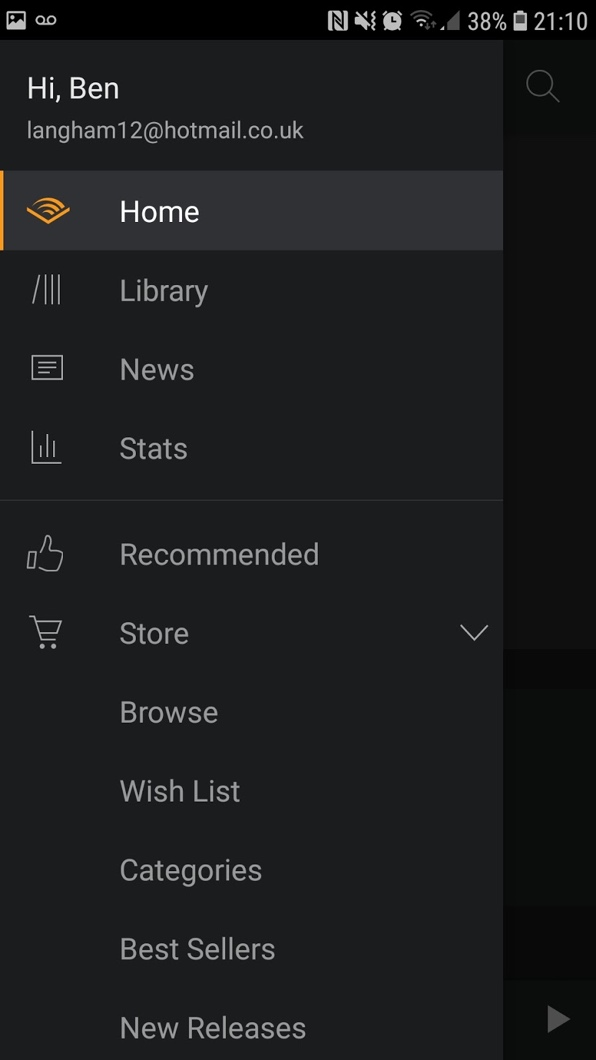 38% 21:10
Hi, Ben
langham12@hotmail.co.uk
Home
Library
News
Stats
Recommended
Store
Browse
Wish List
Categories
Best Sellers
New Releases